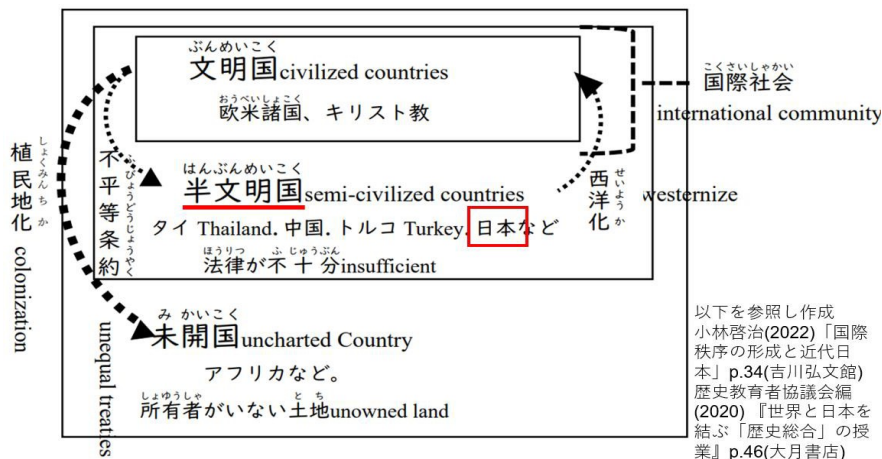 ぶんめいこく
文明国civilized countries
おうべいしょこく
欧米諸国、キリスト教
こくさいしゃかい
国際社会
international community
しょくみんちか
植民地化 colonization
ふびょうどうじょうやく
不平等条約
unequal treaties
はんぶんめいこく
半文明国semi-civilized countries
タイ Thailand. 中国. トルコ Turkey. 日本など
ほうりつ ふじゅうぶん
法律が不十分insufficient
せいようか
西洋化
westernize
みかいこく
未開国uncharted Country
アフリカなど。
しょゆうしゃ とち
所有者がいない土地unowned land
以下を参照し作成
小林啓治(2022)「国際
秩序の形成と近代日
本」p.34(吉川弘文館)
歴史教育者協議会編
(2020) 『世界と日本を
結ぶ「歴史総合」の授
業』p.46(大月書店)